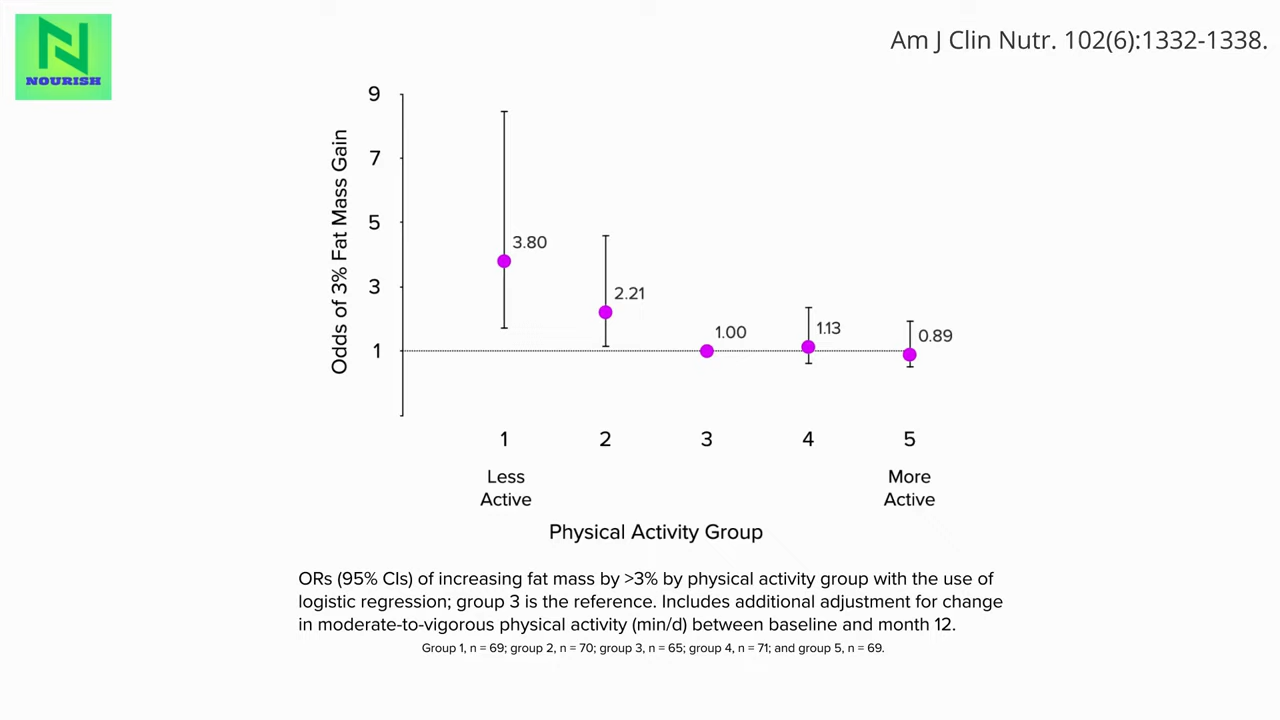 NOURISH
Am J Clin Nutr. 102(6):1332-1338.
Odds of 3% Fat Mass Gain
9
7
5
3
1
3.80
2.21
1.00
1.13
0.89
1
2
3
4
5
Less
Active
More
Active
Physical Activity Group
ORs (95% CIs) of increasing fat mass by >3% by physical activity group with the use of
logistic regression; group 3 is the reference. Includes additional adjustment for change
in moderate-to-vigorous physical activity (min/d) between baseline and month 12.
Group 1, n = 69; group 2, n = 70; group 3, n = 65; group 4, n = 71; and group 5, n = 69.